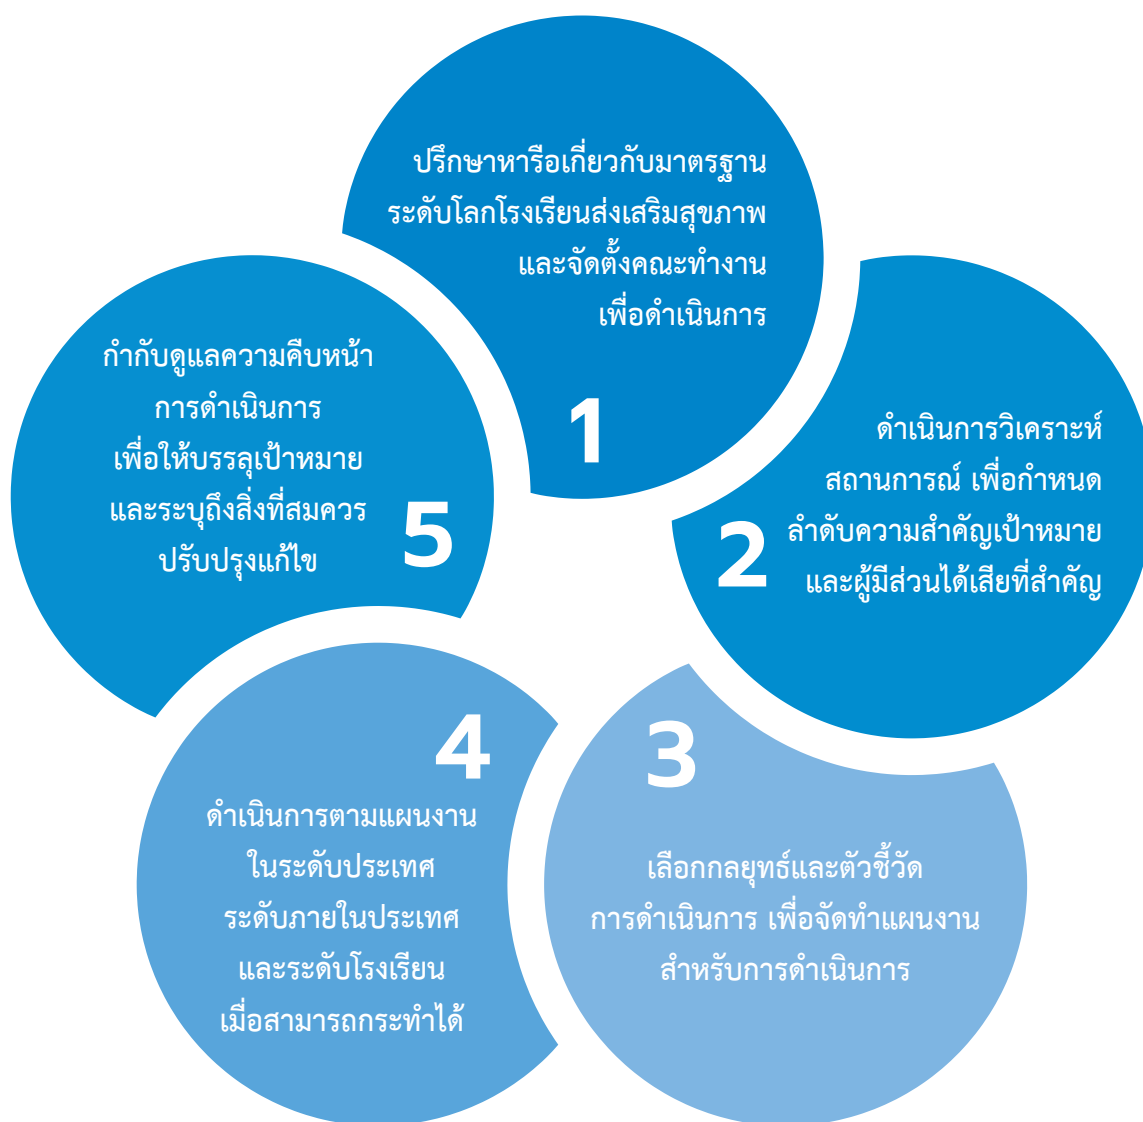 ปรึกษาหารือเกี่ยวกับมาตรฐาน
ระดับโลกโรงเรียนส่งเสริมสุขภาพ
และจัดตั้งคณะทำงาน
เพื่อดำเนินการ
1
ดำเนินการวิเคราะห์
สถานการณ์ เพื่อกำหนด
ลำดับความสำคัญเป้าหมาย
และผู้มีส่วนได้เสียที่สำคัญ
2
3
เลือกกลยุทธ์และตัวชี้วัด
การดำเนินการ เพื่อจัดทำแผนงาน
สำหรับการดำเนินการ
4
ดำเนินการตามแผนงาน
ในระดับประเทศ
ระดับภายในประเทศ
และระดับโรงเรียน
เมื่อสามารถกระทำได้
กำกับดูแลความคืบหน้า
การดำเนินการ
เพื่อให้บรรลุเป้าหมาย
และระบุถึงสิ่งที่สมควร
ปรับปรุงแก้ไข
5